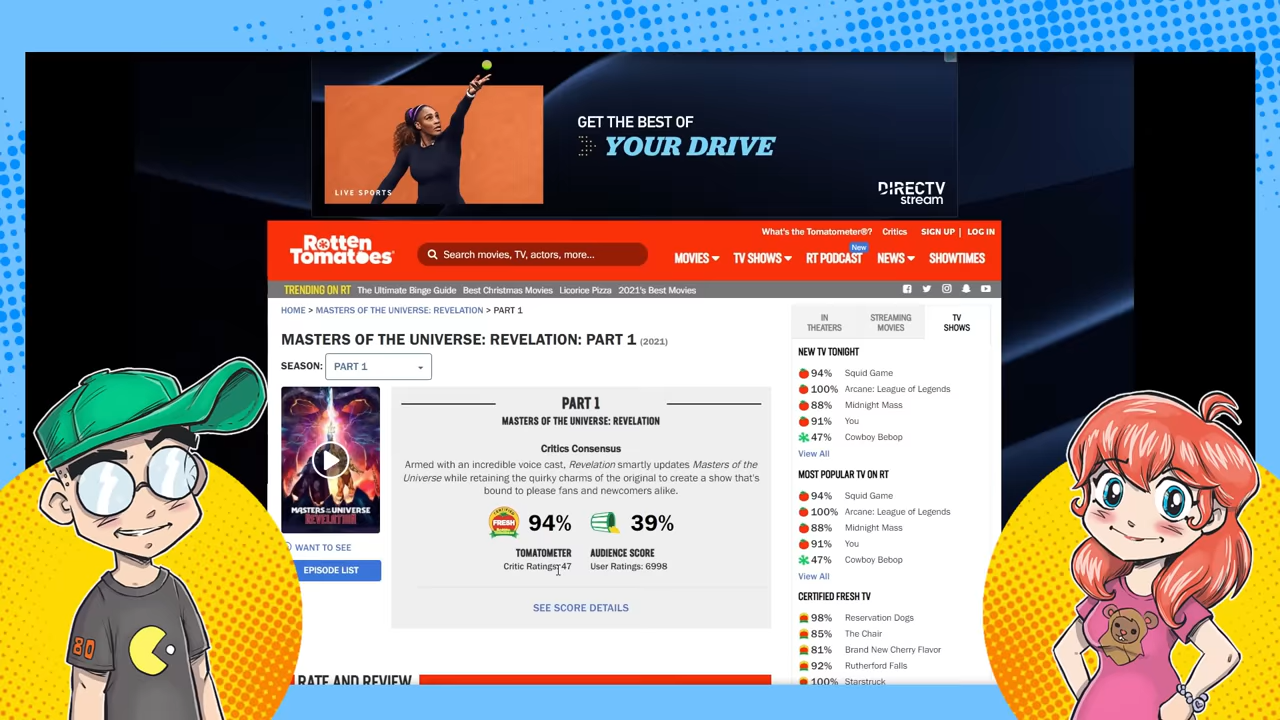 GET THE BEST OF
YOUR DRIVE
LIVE SPORTS
DIRECTV
stream
What's the Tomatometer®? Critics SIGN UP | LOG IN
Rotten
Tomatoes
Search movies, TV, actors, more...
MOVIES TV SHOWS RT PODCAST New NEWS SHOWTIMES
TRENDING ON RT The Ultimate Binge Guide Best Christmas Movies Licorice Pizza 2021's Best Movies
HOME > MASTERS OF THE UNIVERSE: REVELATION > PART 1
MASTERS OF THE UNIVERSE: REVELATION: PART 1 (2021)
SEASON: PART 1
PART 1
MASTERS OF THE UNIVERSE: REVELATION
Critics Consensus
Armed with an incredible voice cast, Revelation smartly updates Masters of the
Universe while retaining the quirky charms of the original to create a show that's
bound to please fans and newcomers alike.
CERTIFIED
FRESH
94% 39%
TOMATOMETER AUDIENCE SCORE
Critic Ratings: 47 User Ratings: 6998
SEE SCORE DETAILS
MASTERS OF THE UNIVERSE
REVELATION
WANT TO SEE
EPISODE LIST
RATE AND REVIEW
IN THEATERS
STREAMING MOVIES
TV SHOWS
NEW TV TONIGHT
94% Squid Game
100% Arcane: League of Legends
88% Midnight Mass
91% You
47% Cowboy Bebop
View All
MOST POPULAR TV ON RT
94% Squid Game
100% Arcane: League of Legends
88% Midnight Mass
91% You
47% Cowboy Bebop
View All
CERTIFIED FRESH TV
98% Reservation Dogs
85% The Chair
81% Brand New Cherry Flavor
92% Rutherford Falls
100% Starstruck
80